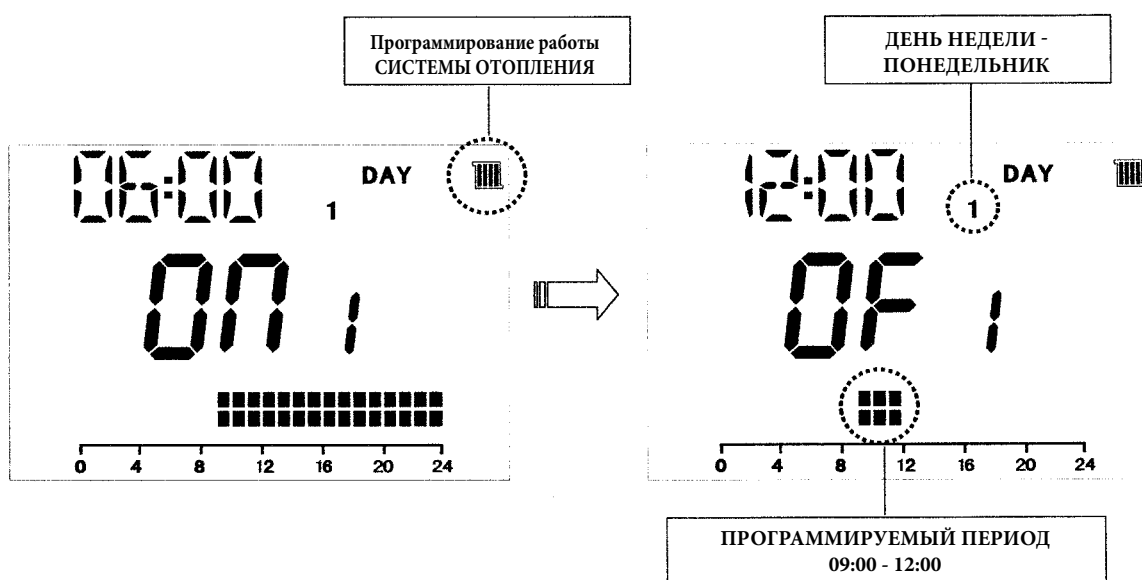 Программирование работы
СИСТЕМЫ ОТОПЛЕНИЯ
ДЕНЬ НЕДЕЛИ -
ПОНЕДЕЛЬНИК
06:00 DAY
1
ON 1
0 4 8 12 16 20 24
12:00 DAY
1
OF 1
0 4 8 12 16 20 24
ПРОГРАММИРУЕМЫЙ ПЕРИОД
09:00 - 12:00